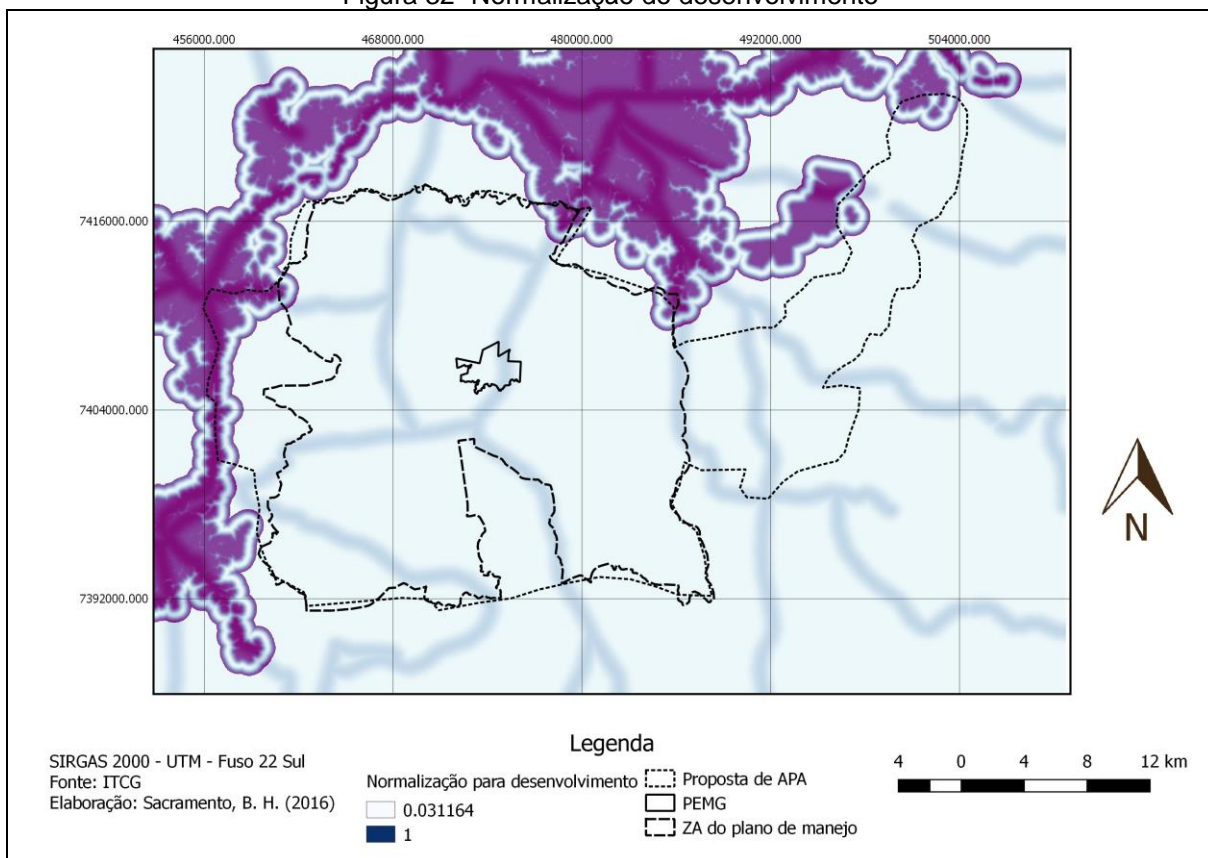 Figura 32- Normalização do desenvolvimento
456000.000 468000.000 480000.000 492000.000 504000.000
7416000.000
7404000.000
7392000.000
N
Legenda
SIRGAS 2000 - UTM - Fuso 22 Sul
Fonte: ITCG
Elaboração: Sacramento, B. H. (2016)
Normalização para desenvolvimento
0.031164
1
Proposta de APA
PEMG
ZA do plano de manejo
4 0 4 8 12 km